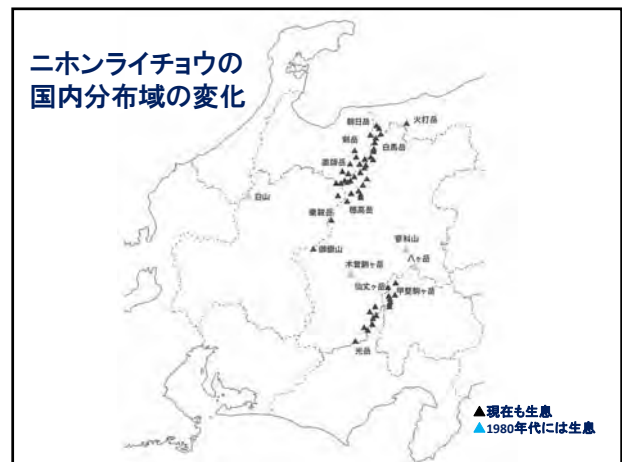 ニホンライチョウの
国内分布域の変化
朝日岳
火打岳
剣岳
白馬岳
薬師岳
白山
乗鞍岳
穂高岳
御嶽山
蓼科山
八ヶ岳
木曽駒ヶ岳
仙丈ヶ岳
甲斐駒ヶ岳
光岳
▲現在も生息
▲1980年代には生息